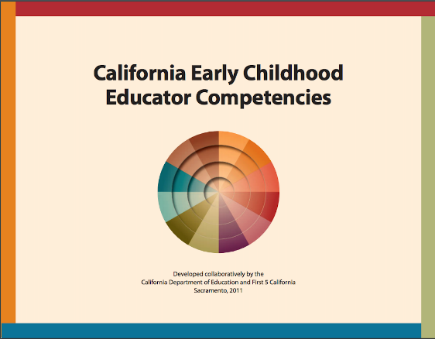 California Early Childhood
Educator Competencies
Developed collaboratively by the
California Department of Education and First 5 California
Sacramento, 2011